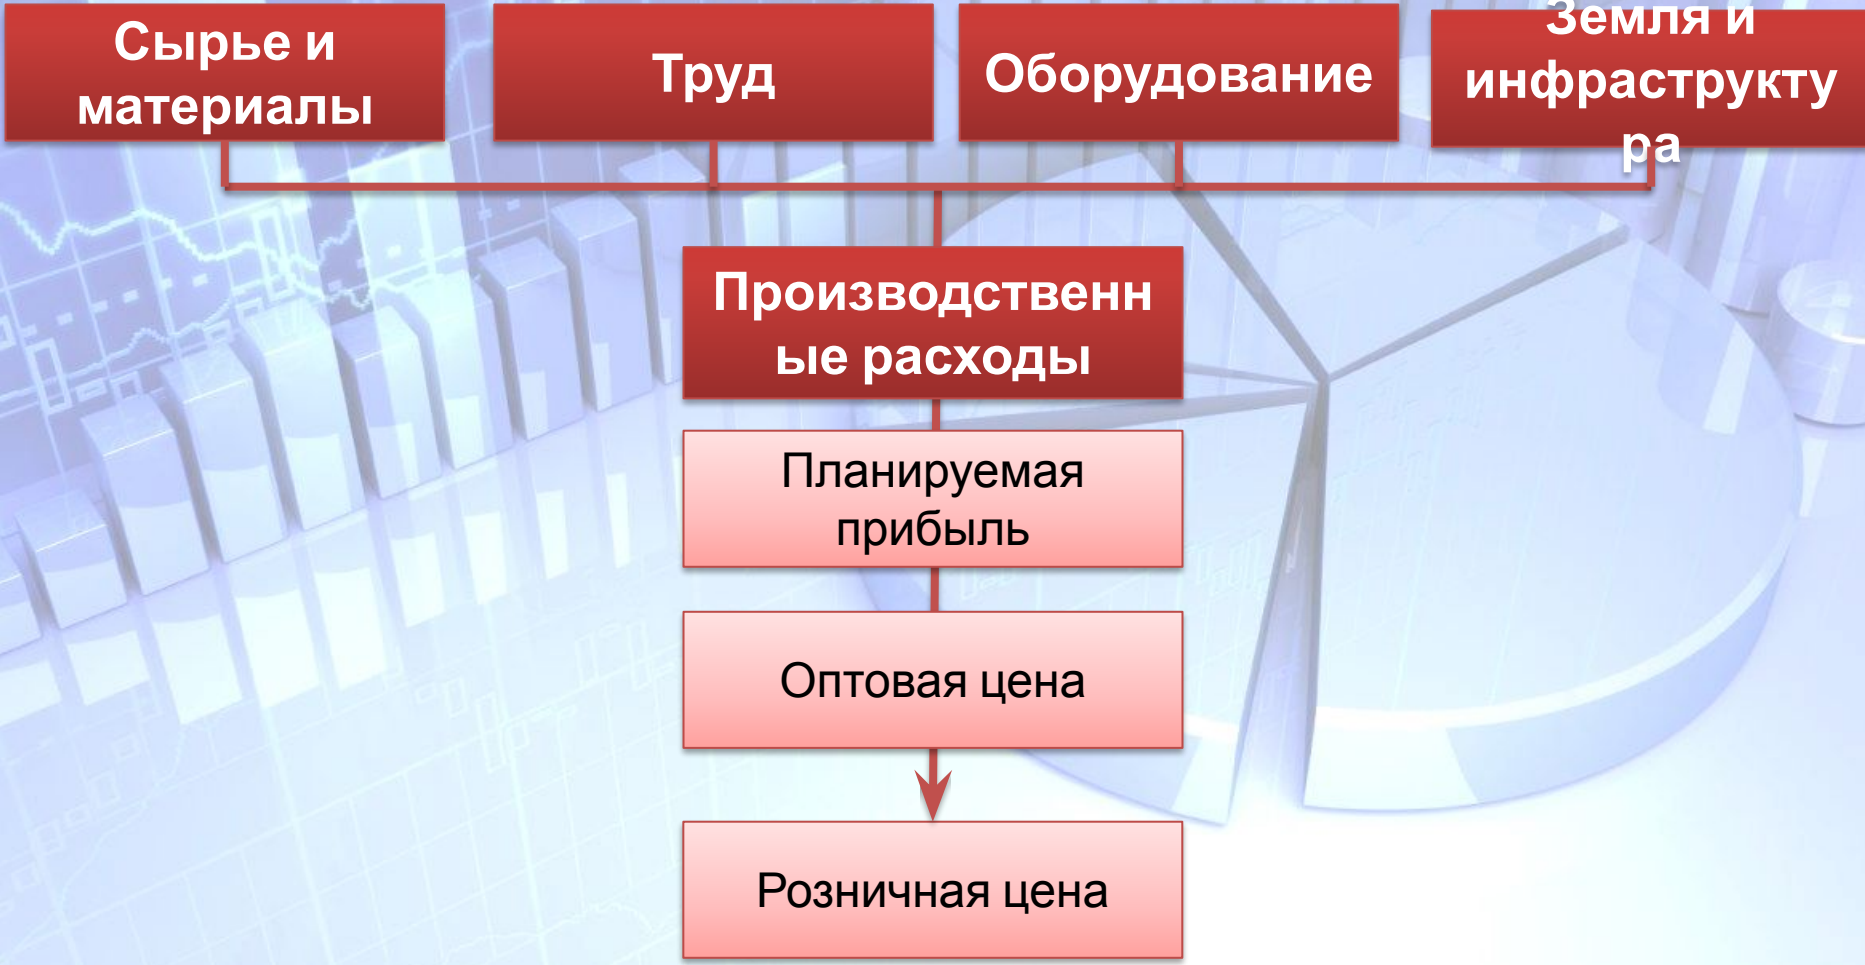 Сырье и
материалы
Труд
Оборудование
Земля и
инфраструкту
ра
Производственн
ые расходы
Планируемая
прибыль
Оптовая цена
Розничная цена